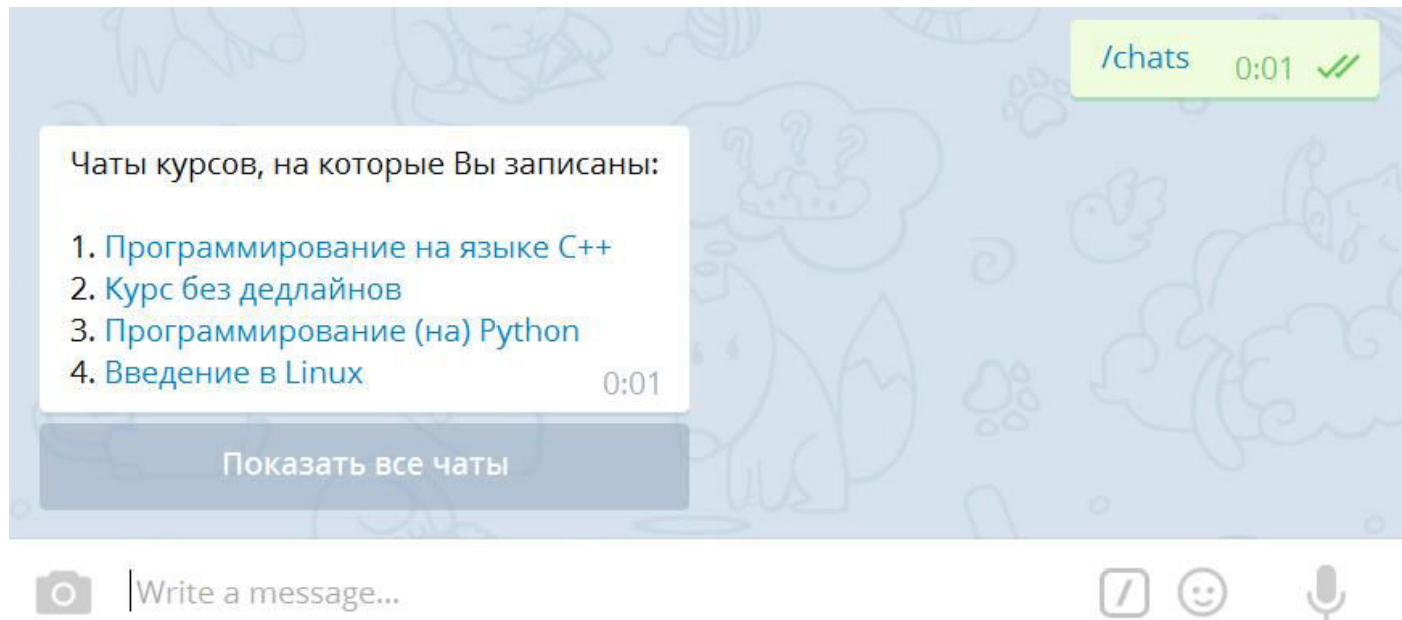 /chats 0:01
Чаты курсов, на которые Вы записаны:
1. Программирование на языке C++
2. Курс без дедлайнов
3. Программирование (на) Python
4. Введение в Linux 0:01
Показать все чаты
Write a message...